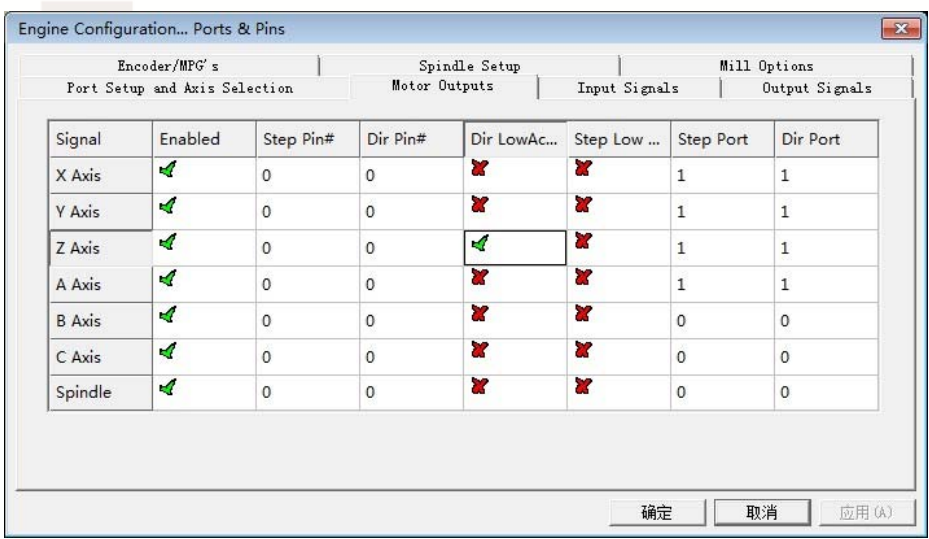 Engine Configuration... Ports & Pins
Encoder/MPG's Spindle Setup Mill Options
Port Setup and Axis Selection Motor Outputs Input Signals Output Signals
Signal Enabled Step Pin# Dir Pin# Dir LowAc... Step Low ... Step Port Dir Port
X Axis 0 0 1 1
Y Axis 0 0 1 1
Z Axis 0 0 1 1
A Axis 0 0 1 1
B Axis 0 0 0 0
C Axis 0 0 0 0
Spindle 0 0 0 0
确定 取消 应用(A)